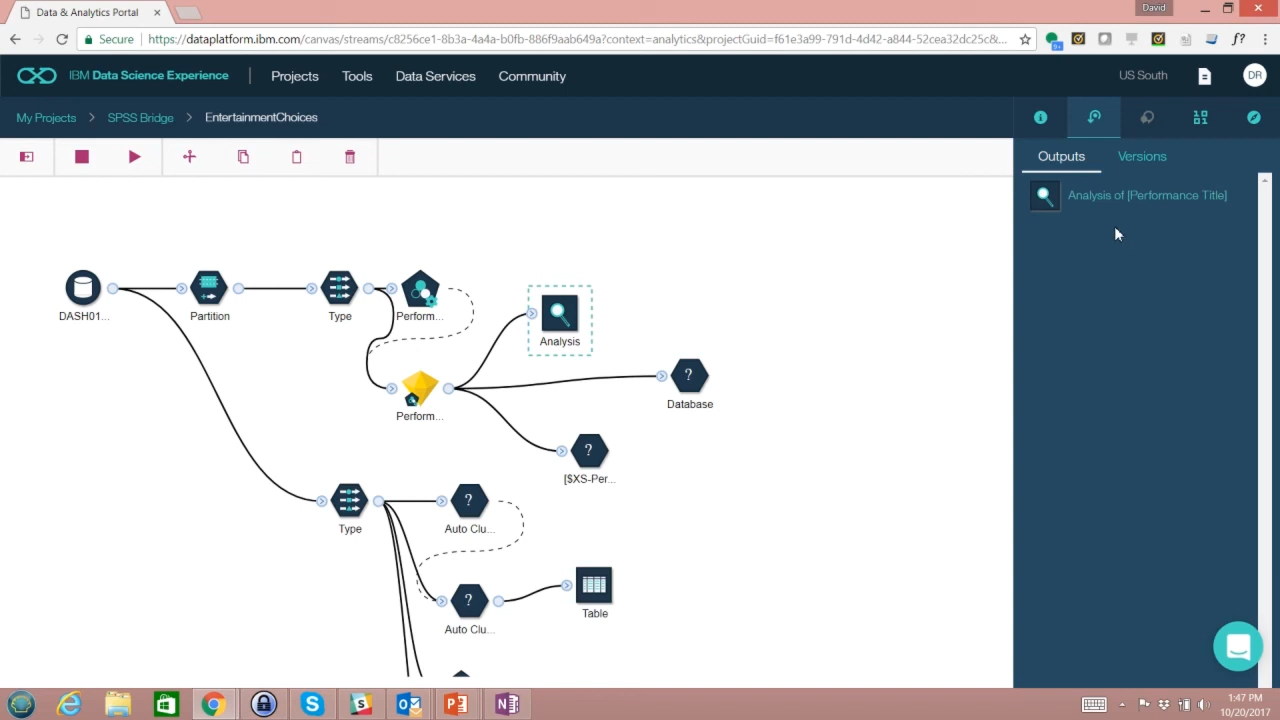 Data & Analytics Portal
David
Secure
https://dataplatform.ibm.com/canvas/streams/c8256ce1-8b3a-4a4a-b0fb-886f9aab649a?context=analytics&projectGuid=f61e3a99-791d-4d42-a844-52cea32dc25c&...
9+
f?
IBM Data Science Experience
Projects
Tools
Data Services
Community
US South
DR
My Projects > SPSS Bridge > EntertainmentChoices
Outputs
Versions
Analysis of [Performance Title]
DASH01...
Partition
Type
Perform...
Analysis
Perform...
?
Database
?
[$XS-Per...
Type
?
Auto Clu...
?
Auto Clu...
Table
1:47 PM
10/20/2017